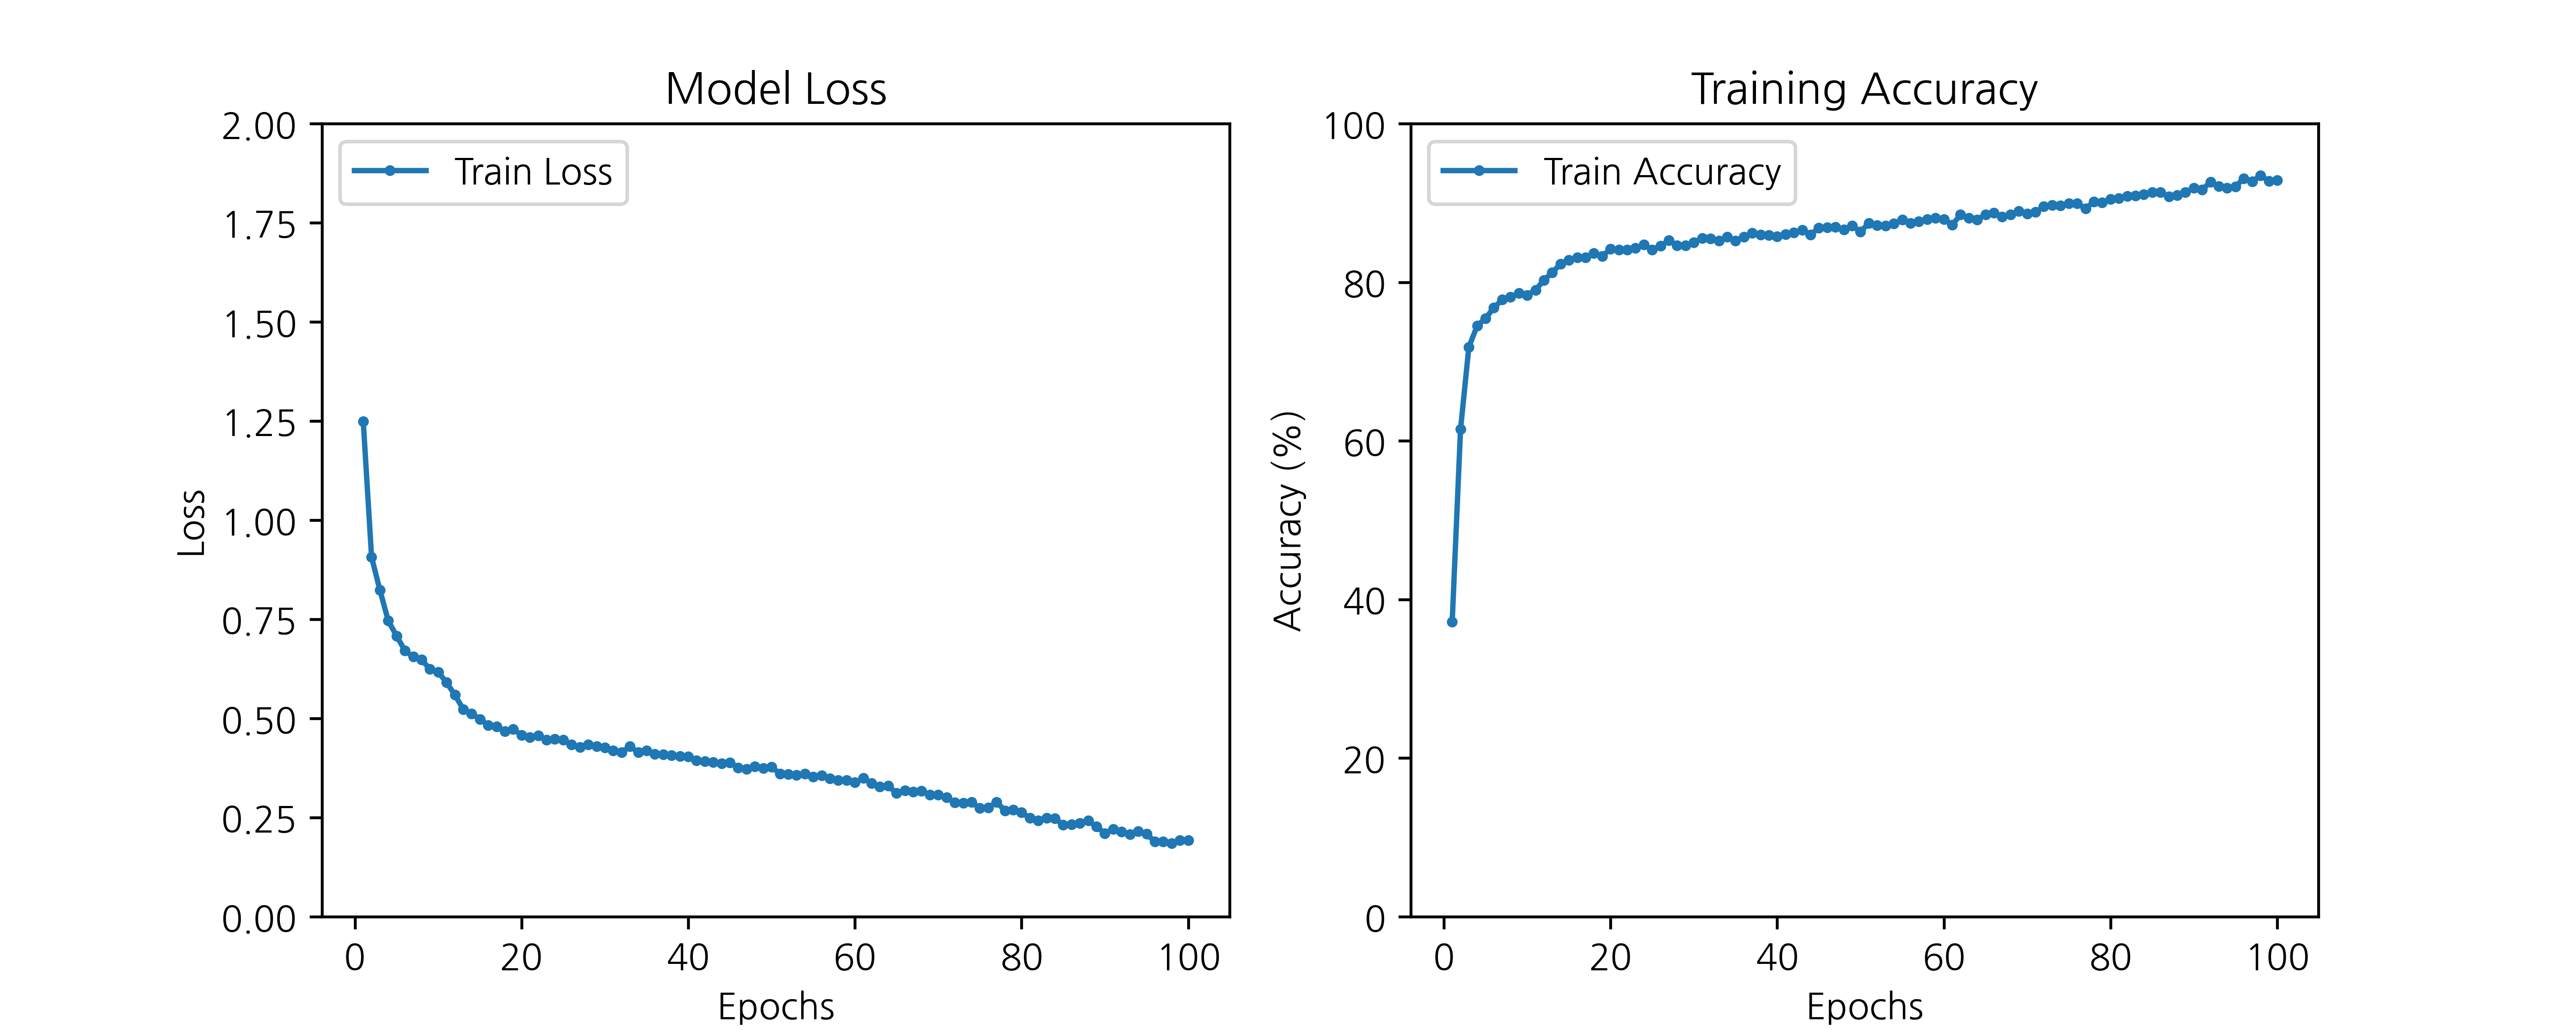 Model Loss
2.00
1.75
1.50
1.25
1.00
0.75
0.50
0.25
0.00
Loss
Train Loss
0 20 40 60 80 100
Epochs
Training Accuracy
100
80
60
40
20
0
Accuracy (%)
Train Accuracy
0 20 40 60 80 100
Epochs